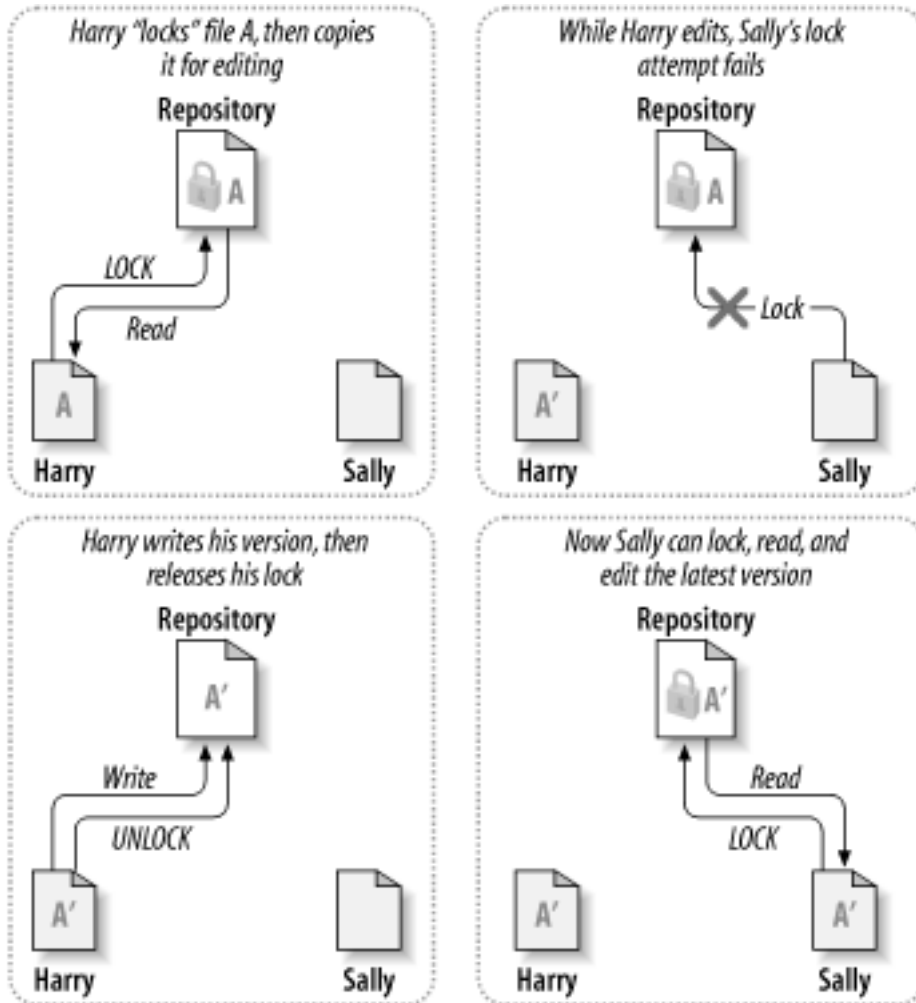 Harry “locks” file A, then copies
it for editing
Repository
A
LOCK
Read
A
Harry
Sally
While Harry edits, Sally’s lock
attempt fails
Repository
A
Lock
A′
Harry
Sally
Harry writes his version, then
releases his lock
Repository
A′
Write
UNLOCK
A′
Harry
Sally
Now Sally can lock, read, and
edit the latest version
Repository
A′
Read
LOCK
A′
A′
Harry
Sally